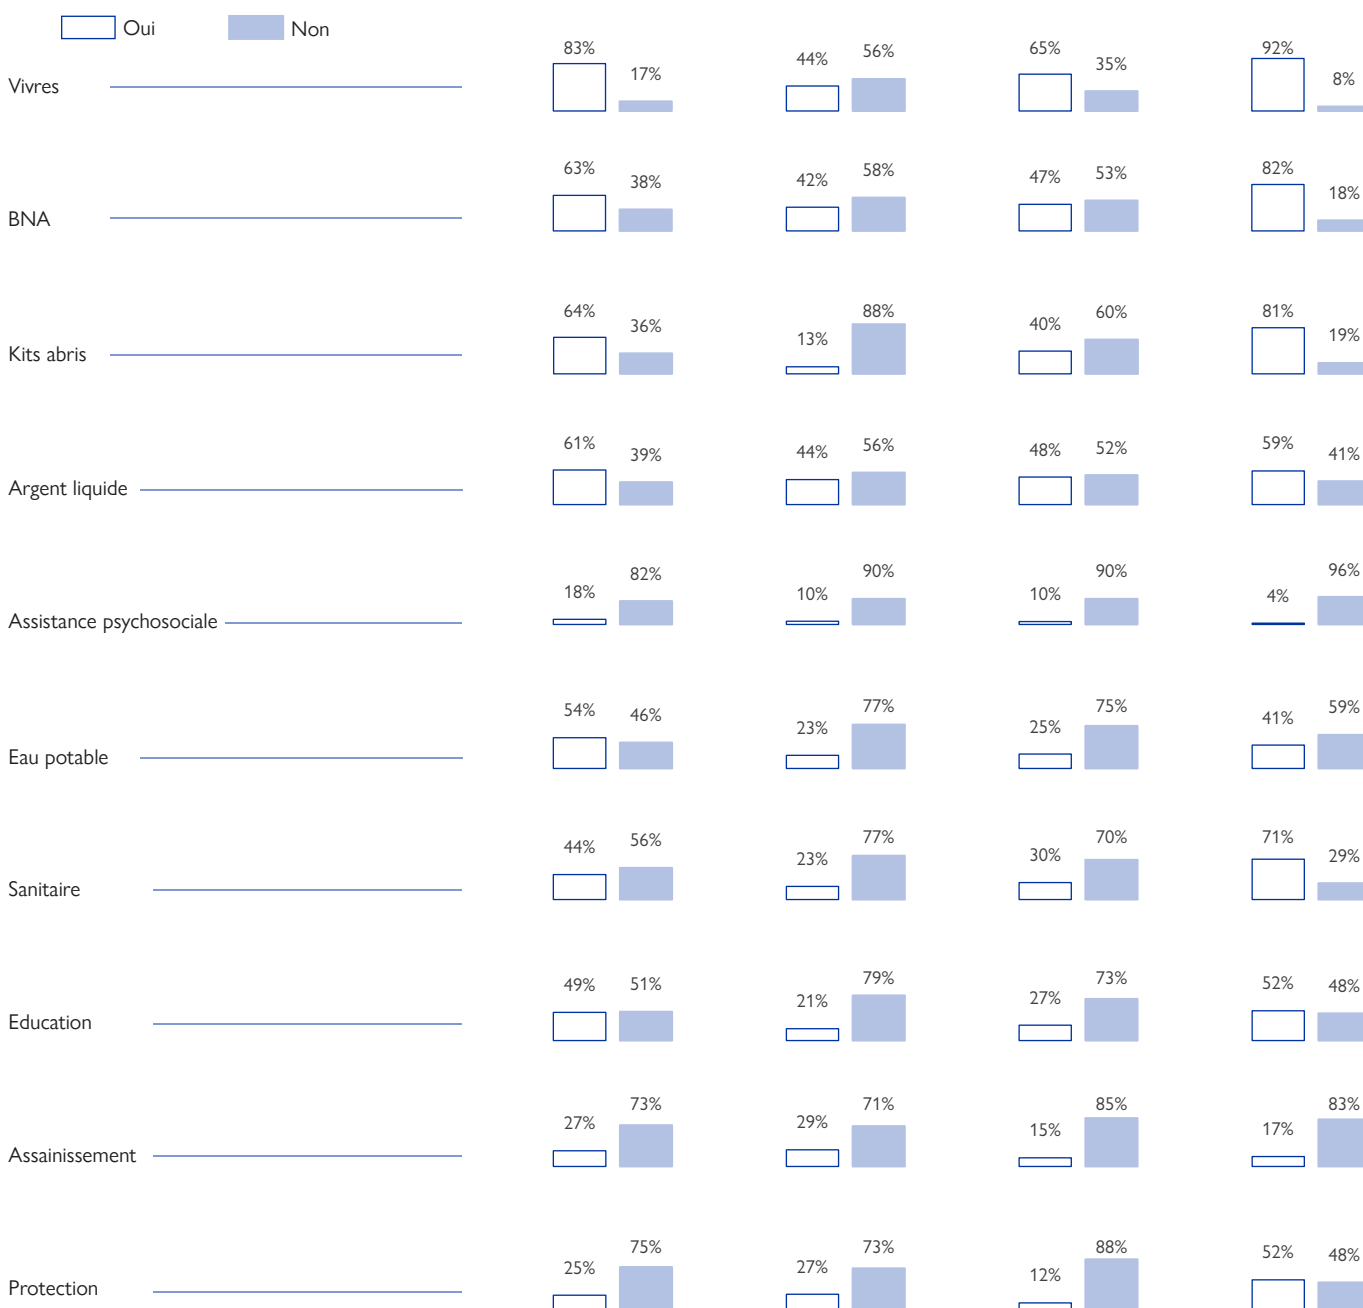 Oui Non
Vivres 83% 17% 44% 56% 65% 35% 92% 8%
BNA 63% 38% 42% 58% 47% 53% 82% 18%
Kits abris 64% 36% 13% 88% 40% 60% 81% 19%
Argent liquide 61% 39% 44% 56% 48% 52% 59% 41%
Assistance psychosociale 18% 82% 10% 90% 10% 90% 4% 96%
Eau potable 54% 46% 23% 77% 25% 75% 41% 59%
Sanitaire 44% 56% 23% 77% 30% 70% 71% 29%
Education 49% 51% 21% 79% 27% 73% 52% 48%
Assainissement 27% 73% 29% 71% 15% 85% 17% 83%
Protection 25% 75% 27% 73% 12% 88% 52% 48%